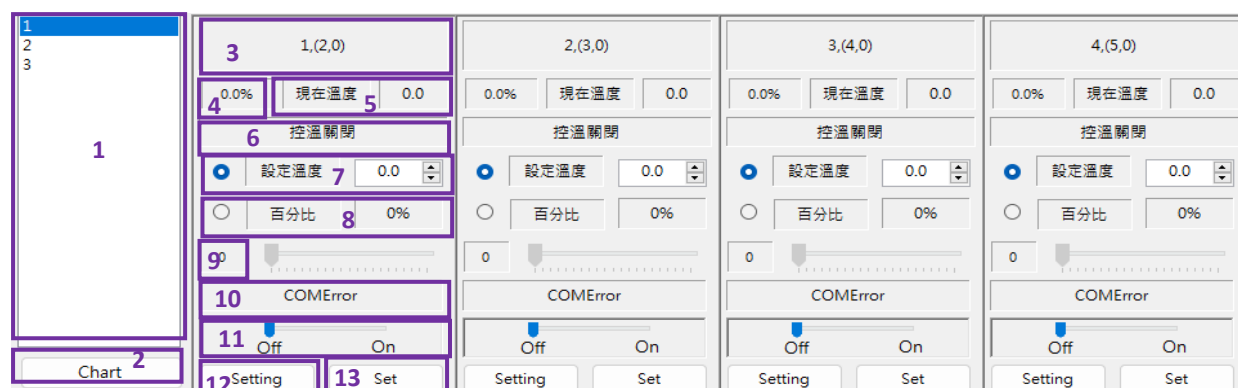 1
2
3
1
2
Chart
3
1,(2,0)
2,(3,0)
3,(4,0)
4,(5,0)
4
0.0%
現在溫度
5
0.0
0.0%
現在溫度
0.0
0.0%
現在溫度
0.0
0.0%
現在溫度
0.0
6
控溫關閉
控溫關閉
控溫關閉
控溫關閉
設定溫度
7
0.0
設定溫度
0.0
設定溫度
0.0
設定溫度
0.0
百分比
8
0%
百分比
0%
百分比
0%
百分比
0%
9
0
0
0
0
10
COMError
COMError
COMError
COMError
11
Off
On
Off
On
Off
On
Off
On
12
Setting
13
Set
Setting
Set
Setting
Set
Setting
Set